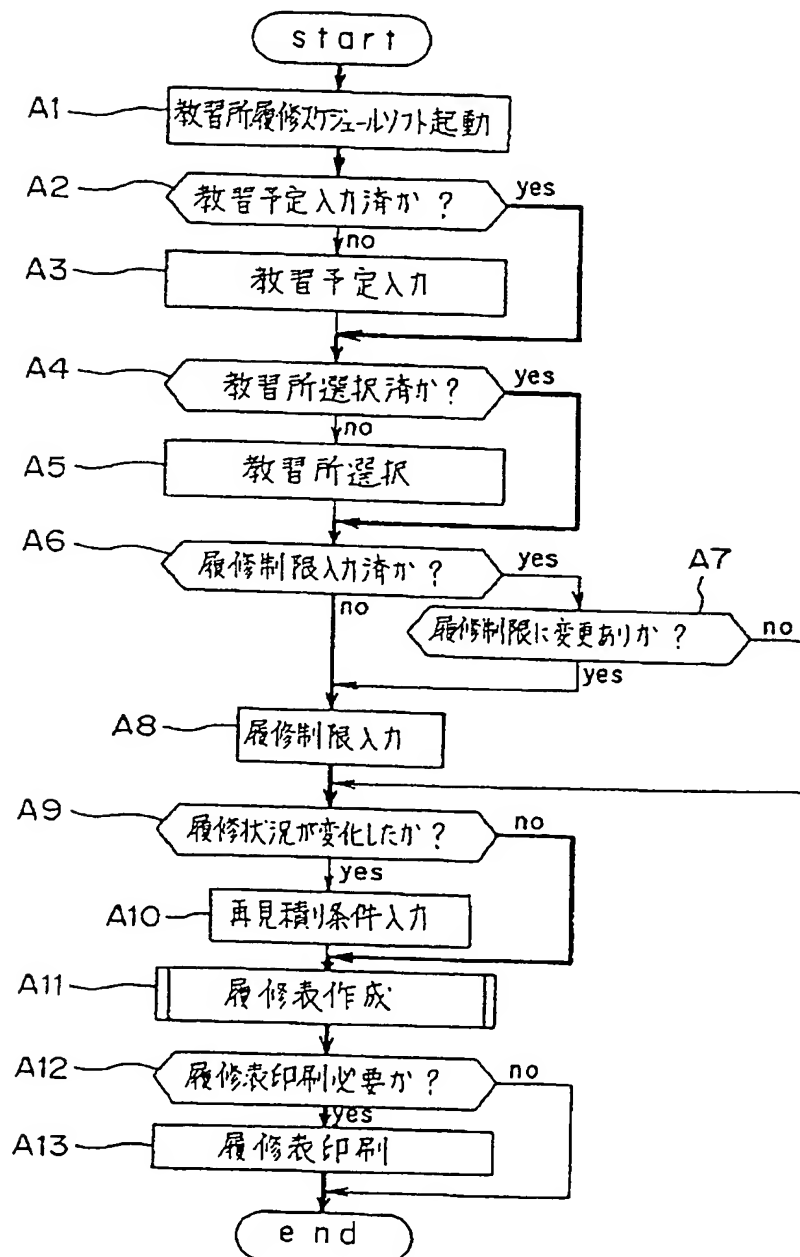 start
A1 教習所履修スケジュールソフト起動
A2 教習予定入力済か？ yes
no
A3 教習予定入力
A4 教習所選択済か？ yes
no
A5 教習所選択
A6 履修制限入力済か？ yes
A7
no
履修制限に変更ありか？ no
yes
A8 履修制限入力
A9 履修状況が変化したか？ no
yes
A10 再見積り条件入力
A11 履修表作成
A12 履修表印刷必要か？ no
yes
A13 履修表印刷
end